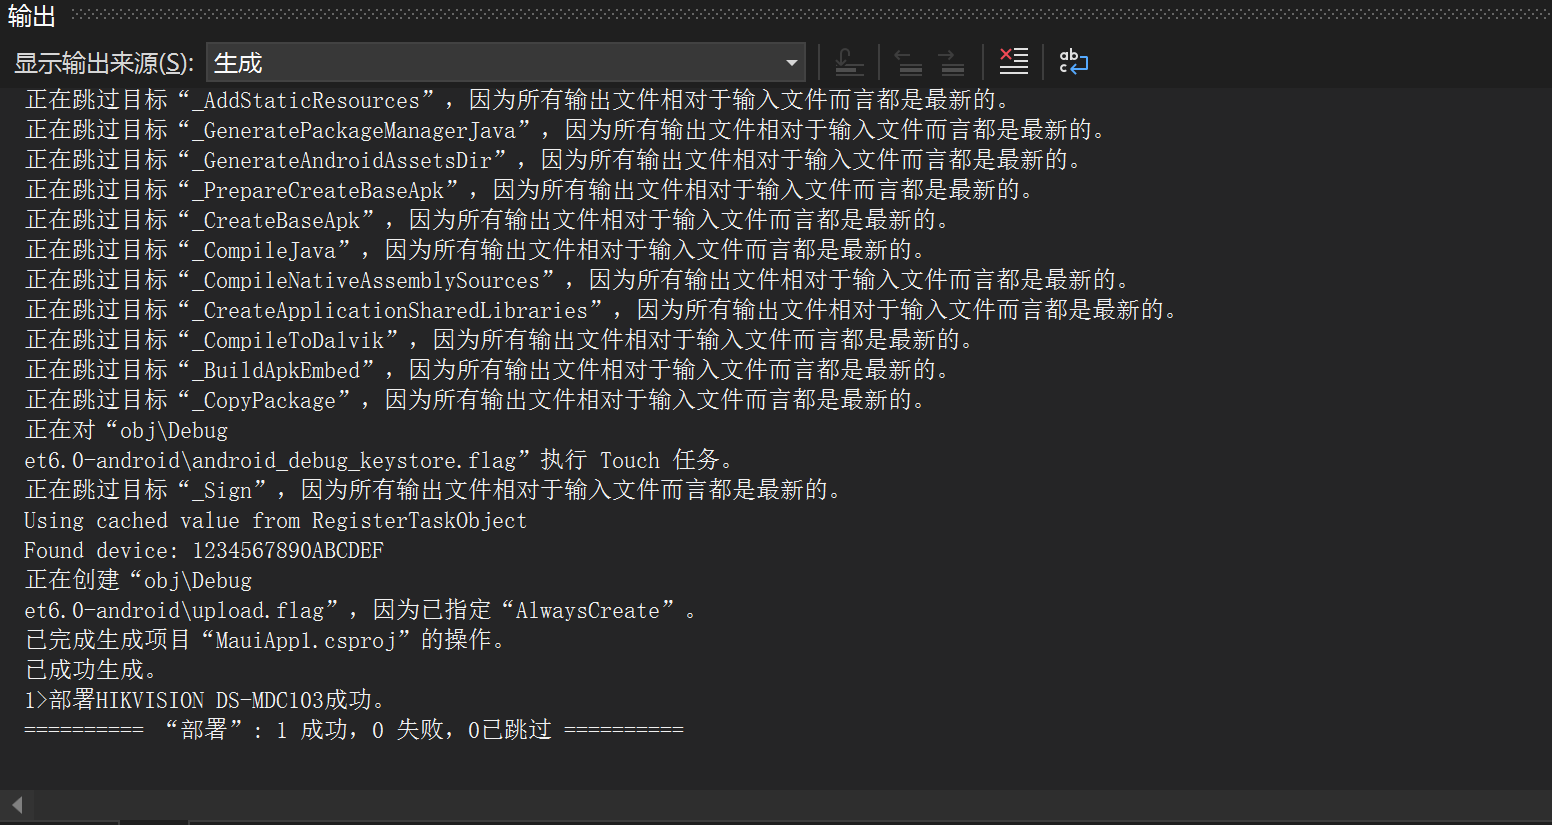 输出
显示输出来源(S): 生成
正在跳过目标“_AddStaticResources”，因为所有输出文件相对于输入文件而言都是最新的。
正在跳过目标“_GeneratePackageManagerJava”，因为所有输出文件相对于输入文件而言都是最新的。
正在跳过目标“_GenerateAndroidAssetsDir”，因为所有输出文件相对于输入文件而言都是最新的。
正在跳过目标“_PrepareCreateBaseApk”，因为所有输出文件相对于输入文件而言都是最新的。
正在跳过目标“_CreateBaseApk”，因为所有输出文件相对于输入文件而言都是最新的。
正在跳过目标“_CompileJava”，因为所有输出文件相对于输入文件而言都是最新的。
正在跳过目标“_CompileNativeAssemblySources”，因为所有输出文件相对于输入文件而言都是最新的。
正在跳过目标“_CreateApplicationSharedLibraries”，因为所有输出文件相对于输入文件而言都是最新的。
正在跳过目标“_CompileToDalvik”，因为所有输出文件相对于输入文件而言都是最新的。
正在跳过目标“_BuildApkEmbed”，因为所有输出文件相对于输入文件而言都是最新的。
正在跳过目标“_CopyPackage”，因为所有输出文件相对于输入文件而言都是最新的。
正在对“obj\Debug
et6.0-android\android_debug_keystore.flag”执行 Touch 任务。
正在跳过目标“_Sign”，因为所有输出文件相对于输入文件而言都是最新的。
Using cached value from RegisterTaskObject
Found device: 1234567890ABCDEF
正在创建“obj\Debug
et6.0-android\upload.flag”，因为已指定“AlwaysCreate”。
已完成生成项目“MauiApp1.csproj”的操作。
已成功生成。
1>部署HIKVISION DS-MDC103成功。
========== “部署”: 1 成功，0 失败，0已跳过 ==========